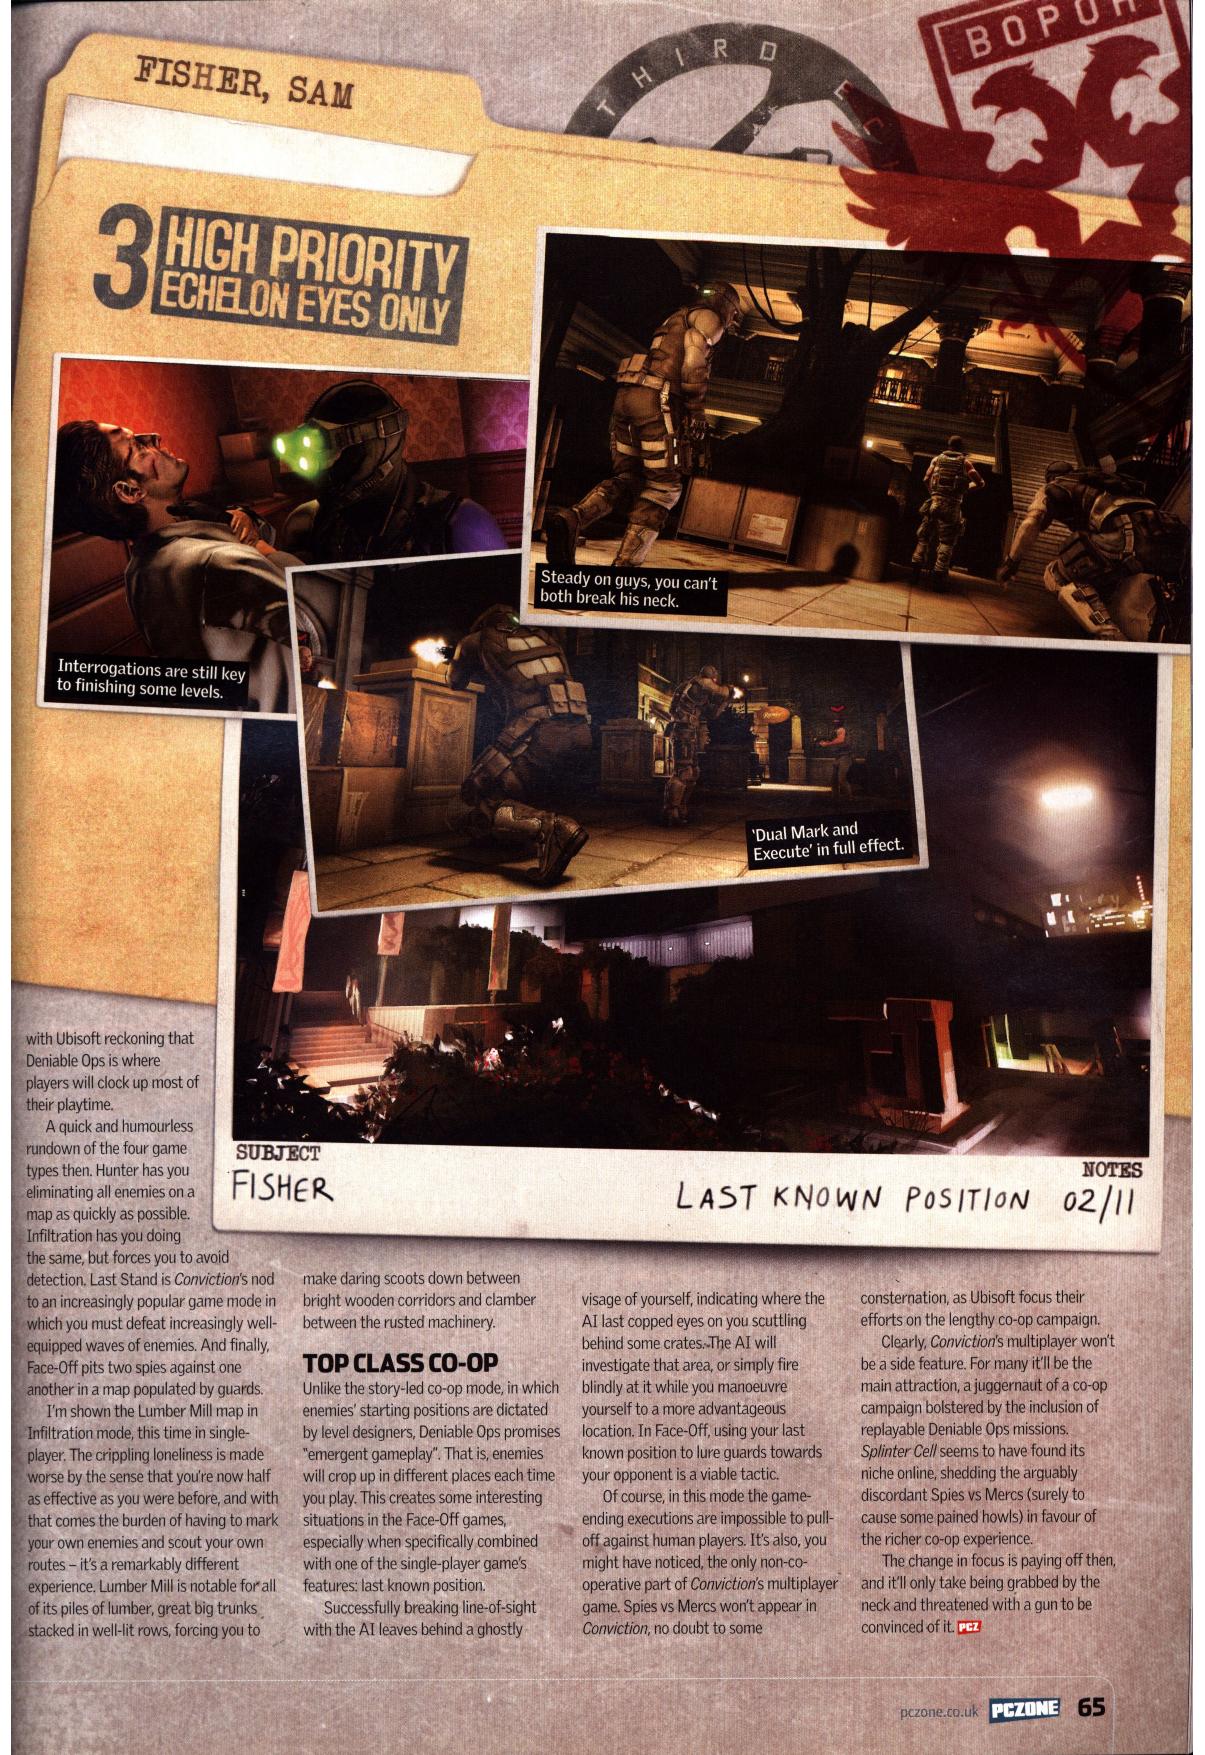 FISHER, SAM
THIRD EC
ВОРОН
3 HIGH PRIORITY
ECHELON EYES ONLY
Steady on guys, you can't
both break his neck.
Interrogations are still key
to finishing some levels.
'Dual Mark and
Execute' in full effect.
SUBJECT
FISHER
NOTES
LAST KNOWN POSITION 02/11
with Ubisoft reckoning that
Deniable Ops is where
players will clock up most of
their playtime.
A quick and humourless
rundown of the four game
types then. Hunter has you
eliminating all enemies on a
map as quickly as possible.
Infiltration has you doing
the same, but forces you to avoid
detection. Last Stand is Conviction's nod
to an increasingly popular game mode in
which you must defeat increasingly well-
equipped waves of enemies. And finally,
Face-Off pits two spies against one
another in a map populated by guards.
I'm shown the Lumber Mill map in
Infiltration mode, this time in single-
player. The crippling loneliness is made
worse by the sense that you're now half
as effective as you were before, and with
that comes the burden of having to mark
your own enemies and scout your own
routes – it's a remarkably different
experience. Lumber Mill is notable for all
of its piles of lumber, great big trunks
stacked in well-lit rows, forcing you to
make daring scoots down between
bright wooden corridors and clamber
between the rusted machinery.
TOP CLASS CO-OP
Unlike the story-led co-op mode, in which
enemies' starting positions are dictated
by level designers, Deniable Ops promises
"emergent gameplay". That is, enemies
will crop up in different places each time
you play. This creates some interesting
situations in the Face-Off games,
especially when specifically combined
with one of the single-player game's
features: last known position.
Successfully breaking line-of-sight
with the AI leaves behind a ghostly
visage of yourself, indicating where the
AI last copped eyes on you scuttling
behind some crates. The AI will
investigate that area, or simply fire
blindly at it while you manoeuvre
yourself to a more advantageous
location. In Face-Off, using your last
known position to lure guards towards
your opponent is a viable tactic.
Of course, in this mode the game-
ending executions are impossible to pull-
off against human players. It's also, you
might have noticed, the only non-co-
operative part of Conviction's multiplayer
game. Spies vs Mercs won't appear in
Conviction, no doubt to some
consternation, as Ubisoft focus their
efforts on the lengthy co-op campaign.
Clearly, Conviction's multiplayer won't
be a side feature. For many it'll be the
main attraction, a juggernaut of a co-op
campaign bolstered by the inclusion of
replayable Deniable Ops missions.
Splinter Cell seems to have found its
niche online, shedding the arguably
discordant Spies vs Mercs (surely to
cause some pained howls) in favour of
the richer co-op experience.
The change in focus is paying off then,
and it'll only take being grabbed by the
neck and threatened with a gun to be
convinced of it. PCZ
pczone.co.uk PCZONE 65